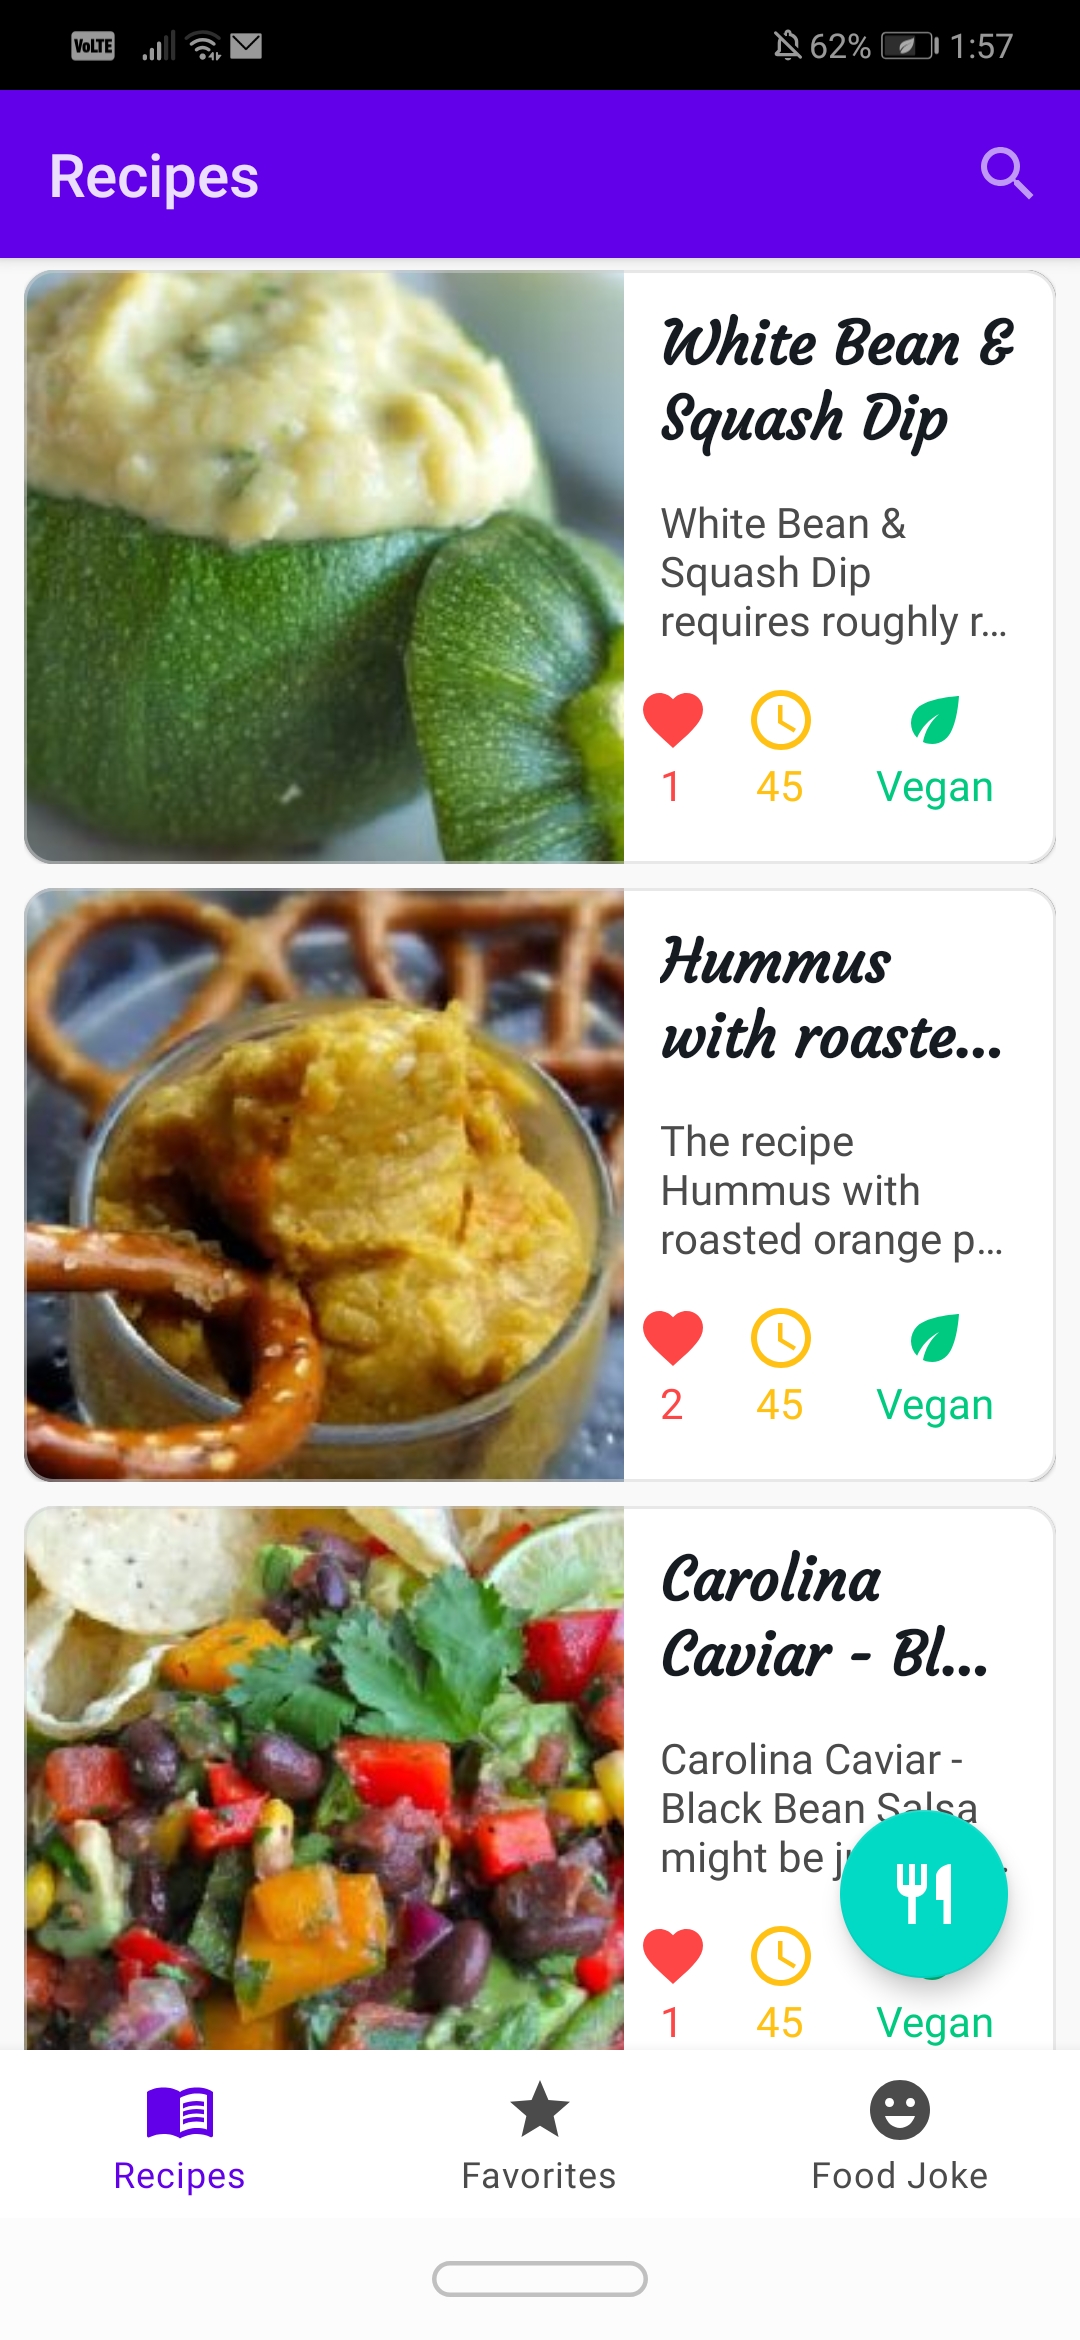 VoLTE 62% 1:57
Recipes
White Bean &
Squash Dip
White Bean &
Squash Dip
requires roughly r...
1 45 Vegan
Hummus
with roaste...
The recipe
Hummus with
roasted orange p...
2 45 Vegan
Carolina
Caviar - Bl...
Carolina Caviar -
Black Bean Salsa
might be
1 45 Vegan
Recipes Favorites Food Joke